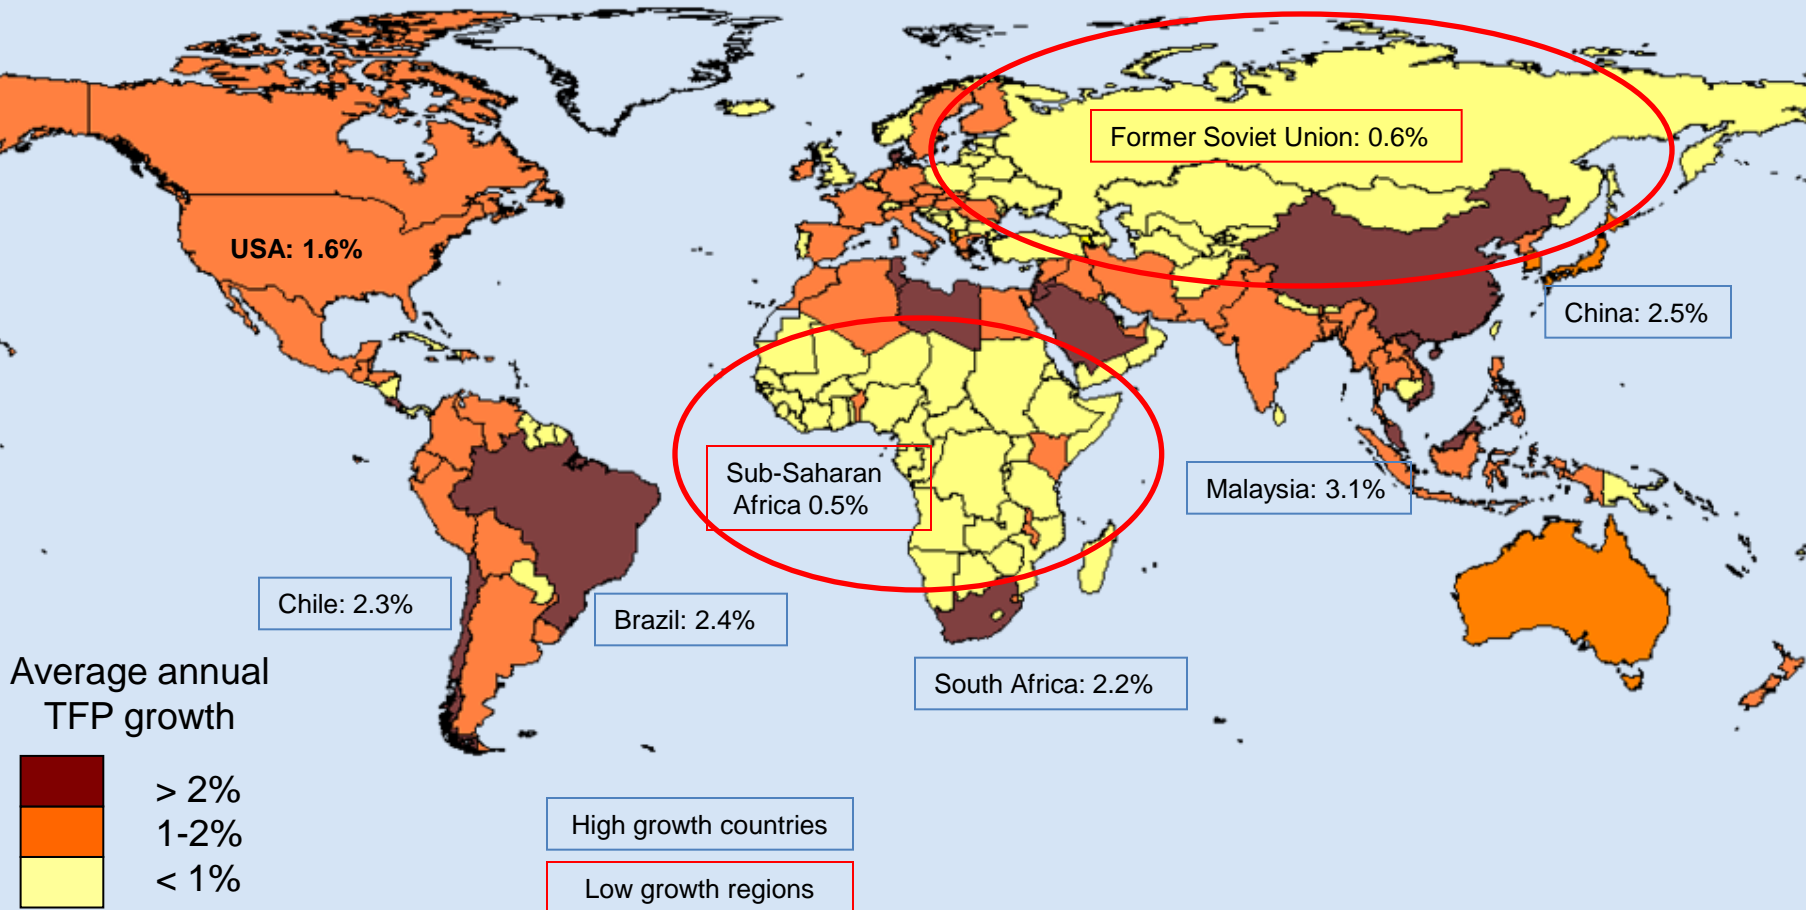 Former Soviet Union: 0.6%
USA: 1.6%
China: 2.5%
Sub-Saharan
Africa 0.5%
Malaysia: 3.1%
Chile: 2.3%
Brazil: 2.4%
South Africa: 2.2%
Average annual
TFP growth
> 2%
1-2%
< 1%
High growth countries
Low growth regions